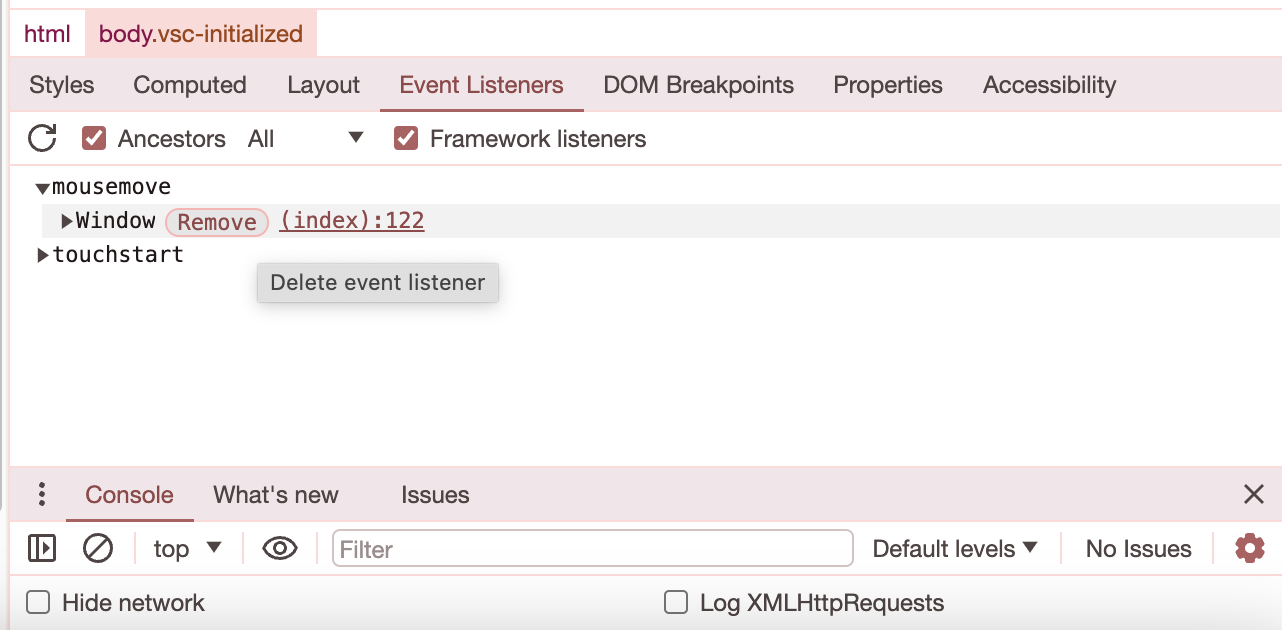 html body.vsc-initialized
Styles Computed Layout Event Listeners DOM Breakpoints Properties Accessibility
Ancestors All Framework listeners
mousemove
Window Remove (index):122
touchstart
Delete event listener
Console What's new Issues
top Filter Default levels No Issues
Hide network Log XMLHttpRequests